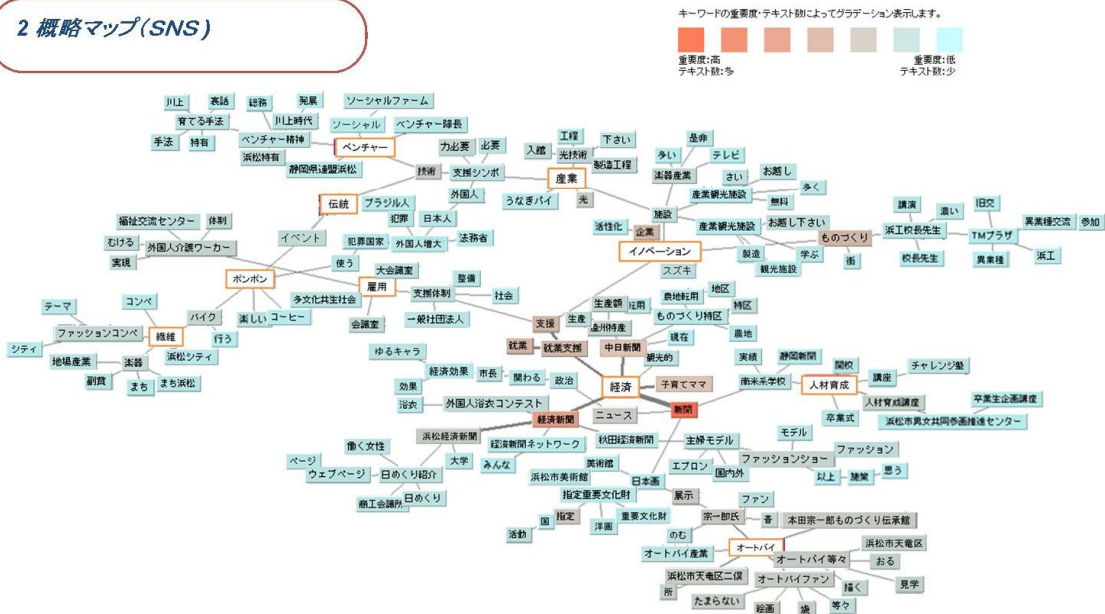 2 概略マップ(SNS)
キーワードの重要度・テキスト数によってグラデーション表示します。
重要度:高
テキスト数:多
重要度:低
テキスト数:少
川上
裏話
総務
発展
ソーシャルファーム
育てる手法
川上時代
ソーシャル
ベンチャー隊長
手法
特有
ベンチャー精神
ベンチャー
浜松特有
静岡県連盟浜松
技術
力必要
必要
支援シンポ
外国人
工程
下さい
入館
光技術
製造工程
産業
うなぎパイ
光
是非
多い
テレビ
楽器産業
さい
お越し
産業観光施設
多く
無料
施設
産業観光施設
お越し下さい
活性化
企業
イノベーション
スズキ
製造
学ぶ
観光施設
ものづくり
街
講演
濃い
浜工校長先生
校長先生
旧交
異業種交流
参加
TMプラザ
異業種
浜工
伝統
ブラジル人
犯罪
日本人
外国人増大
法務省
犯罪国家
イベント
福祉交流センター
体制
むける
外国人介護ワーカー
実現
ボンボン
使う
大会議室
雇用
整備
支援体制
社会
多文化共生社会
会議室
一般社団法人
楽しい
コーヒー
テーマ
コンペ
バイク
行う
ファッションコンペ
繊維
シティ
浜松シティ
地場産業
楽器
副賞
まち
まち浜松
支援
就業
就業支援
生産額
転用
農地転用
地区
特区
生産
遠州特産
ものづくり特区
農地
中日新聞
現在
観光的
経済
子育てママ
ゆるキャラ
経済効果
市長
関わる
政治
効果
浴衣
外国人浴衣コンテスト
ニュース
新聞
経済新聞
浜松経済新聞
経済新聞ネットワーク
みんな
秋田経済新聞
主婦モデル
エプロン
国内外
働く女性
ページ
ウェブページ
日めくり紹介
大学
商工会議所
日めくり
実績
静岡新聞
開校
南米系学校
人材育成
講座
チャレンジ塾
人材育成講座
卒業生企画講座
卒業式
浜松市男女共同参画推進センター
モデル
ファッションショー
ファッション
以上
施策
思う
美術館
浜松市美術館
日本画
指定重要文化財
展示
指定
国
活動
洋画
重要文化財
ファン
宗一郎氏
香
本田宗一郎ものづくり伝承館
のむ
オートバイ
オートバイ産業
浜松市天竜区
オートバイ等々
おる
浜松市天竜区二俣
所
オートバイファン
見学
描く
たまらない
絵画
等々